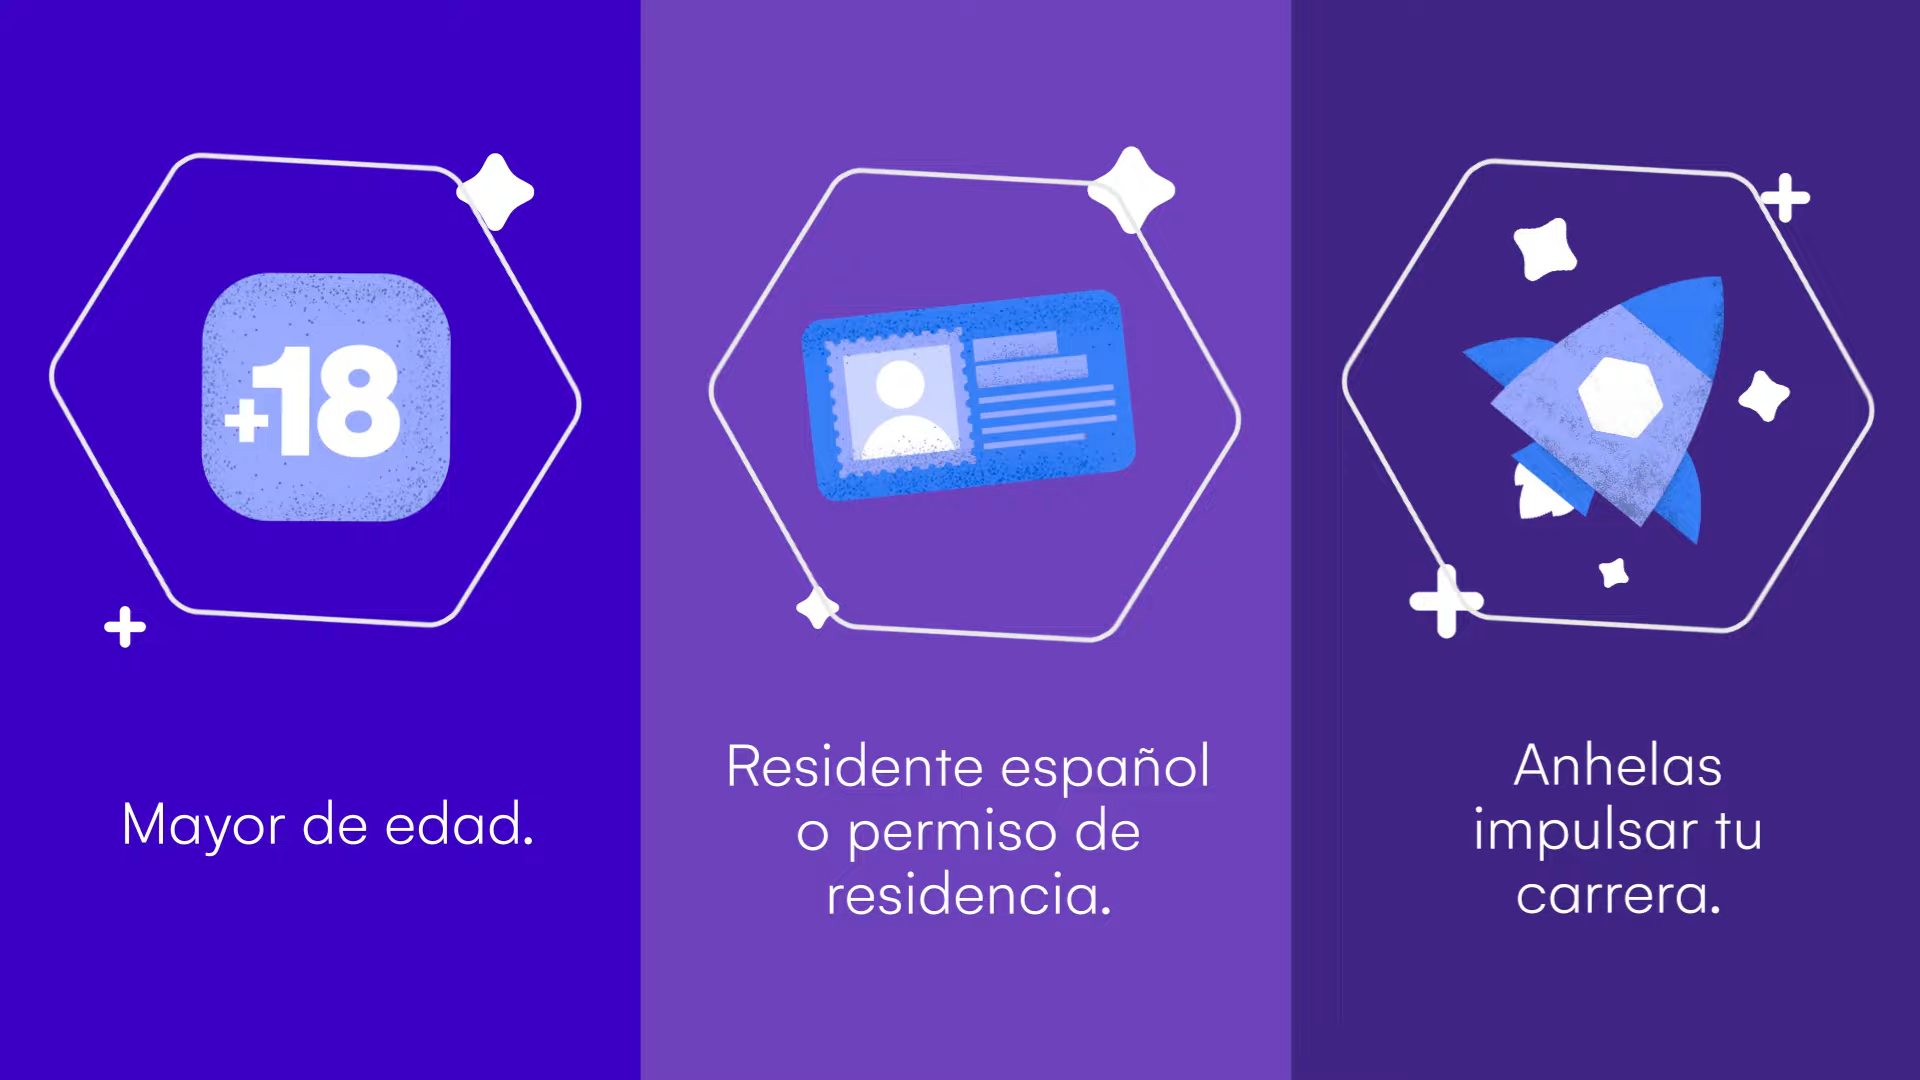 +18
Mayor de edad.
Residente español
o permiso de
residencia.
Anhelas
impulsar tu
carrera.